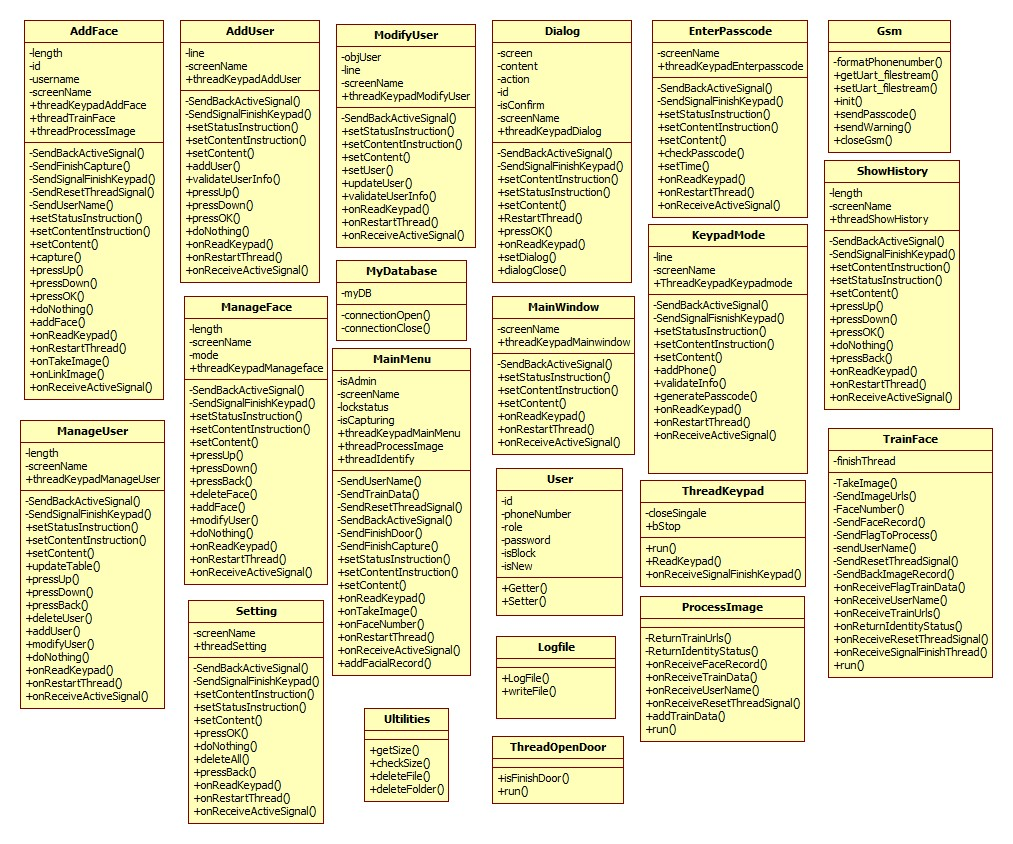 AddFace
-length
-id
-username
-screenName
+threadKeypadAddFace
+threadTrainFace
+threadProcessImage
-SendBackActiveSignal()
-SendFinishCapture()
-SendSignalFinishKeypad()
-SendResetThreadSignal()
-SendUserName()
+setStatusInstruction()
+setContentInstruction()
+setContent()
+capture()
+pressUp()
+pressDown()
+pressOK()
+doNothing()
+addFace()
+onReadKeypad()
+onRestartThread()
+onTakeImage()
+onLinkImage()
+onReceiveActiveSignal()
ManageUser
-length
-screenName
+threadKeypadManageUser
-SendBackActiveSignal()
-SendSignalFinishKeypad()
+setStatusInstruction()
+setContentInstruction()
+setContent()
+updateTable()
+pressUp()
+pressDown()
+pressBack()
+deleteUser()
+addUser()
+modifyUser()
+doNothing()
+onReadKeypad()
+onRestartThread()
+onReceiveActiveSignal()
AddUser
-line
-screenName
+threadKeypadAddUser
-SendBackActiveSignal()
-SendSignalFinishKeypad()
+setStatusInstruction()
+setContentInstruction()
+setContent()
+addUser()
+validateUserInfo()
+pressUp()
+pressDown()
+pressOK()
+doNothing()
+onReadKeypad()
+onRestartThread()
+onReceiveActiveSignal()
ManageFace
-length
-screenName
-mode
+threadKeypadManageface
-SendBackActiveSignal()
-SendSignalFinishKeypad()
+setStatusInstruction()
+setContentInstruction()
+setContent()
+pressUp()
+pressDown()
+pressBack()
+deleteFace()
+addFace()
+modifyUser()
+doNothing()
+onReadKeypad()
+onRestartThread()
+onReceiveActiveSignal()
Setting
-screenName
+threadSetting
-SendBackActiveSignal()
-SendSignalFinishKeypad()
+setContentInstruction()
+setStatusInstruction()
+setContent()
+pressOK()
+doNothing()
+deleteAll()
+pressBack()
+onReadKeypad()
+onRestartThread()
+onReceiveActiveSignal()
ModifyUser
-objUser
-line
-screenName
+threadKeypadModifyUser
-SendBackActiveSignal()
+setStatusInstruction()
+setContentInstruction()
+setContent()
+setUser()
+updateUser()
+validateUserInfo()
+onReadKeypad()
+onRestartThread()
+onReceiveActiveSignal()
MyDatabase
-myDB
-connectionOpen()
-connectionClose()
MainMenu
-isAdmin
-screenName
-lockstatus
-isCapturing
+threadKeypadMainMenu
+threadProcessImage
+threadIdentify
-SendUserName()
-SendTrainData()
-SendResetThreadSignal()
-SendBackActiveSignal()
-SendFinishDoor()
-SendFinishCapture()
+setStatusInstruction()
+setContentInstruction()
+setContent()
+onReadKeypad()
+onTakeImage()
+onFaceNumber()
+onRestartThread()
+onReceiveActiveSignal()
+addFacialRecord()
Ultilities
+getSize()
+checkSize()
+deleteFile()
+deleteFolder()
Dialog
-screen
-content
-action
-id
-isConfirm
-screenName
+threadKeypadDialog
-SendBackActiveSignal()
-SendSignalFinishKeypad()
+setContentInstruction()
+setStatusInstruction()
+setContent()
+RestartThread()
+pressOK()
+onReadKeypad()
+setDialog()
+dialogClose()
MainWindow
-screenName
+threadKeypadMainwindow
-SendBackActiveSignal()
+setStatusInstruction()
+setContentInstruction()
+setContent()
+onReadKeypad()
+onRestartThread()
+onReceiveActiveSignal()
User
-id
-phoneNumber
-role
-password
-isBlock
-isNew
+Getter()
+Setter()
Logfile
+LogFile()
+writeFile()
ThreadOpenDoor
+isFinishDoor()
+run()
EnterPasscode
-screenName
+threadKeypadEnterpasscode
-SendBackActiveSignal()
-SendSignalFinishKeypad()
+setStatusInstruction()
+setContentInstruction()
+setContent()
+checkPasscode()
+setTime()
+onReadKeypad()
+onRestartThread()
+onReceiveActiveSignal()
KeypadMode
-line
-screenName
+ThreadKeypadKeypadmode
-SendBackActiveSignal()
-SendSignalFisnishKeypad()
+setStatusInstruction()
+setContentInstruction()
+setContent()
+addPhone()
+validateInfo()
+generatePasscode()
+onReadKeypad()
+onRestartThread()
+onReceiveActiveSignal()
ThreadKeypad
-closeSingale
+bStop
+run()
+ReadKeypad()
+onReceiveSignalFinishKeypad()
ProcessImage
-ReturnTrainUrls()
-ReturnIdentityStatus()
+onReceiveFaceRecord()
+onReceiveTrainData()
+onReceiveUserName()
+onReceiveResetThreadSignal()
+addTrainData()
+run()
Gsm
-formatPhonenumber()
+getUart_filestream()
+setUart_filestream()
+init()
+sendPasscode()
+sendWarning()
+closeGsm()
ShowHistory
-length
-screenName
+threadShowHistory
-SendBackActiveSignal()
-SendSignalFinishKeypad()
+setContentInstruction()
+setStatusInstruction()
+setContent()
+pressUp()
+pressDown()
+pressOK()
+doNothing()
+pressBack()
+onReadKeypad()
+onRestartThread()
+onReceiveActiveSignal()
TrainFace
-finishThread
-TakeImage()
-SendImageUrls()
-FaceNumber()
-SendFaceRecord()
-SendFlagToProcess()
-sendUserName()
-SendResetThreadSignal()
-SendBackImageRecord()
+onReceiveFlagTrainData()
+onReceiveUserName()
+onReceiveTrainUrls()
+onReturnIdentityStatus()
+onReceiveResetThreadSignal()
+onReceiveSignalFinishThread()
+run()